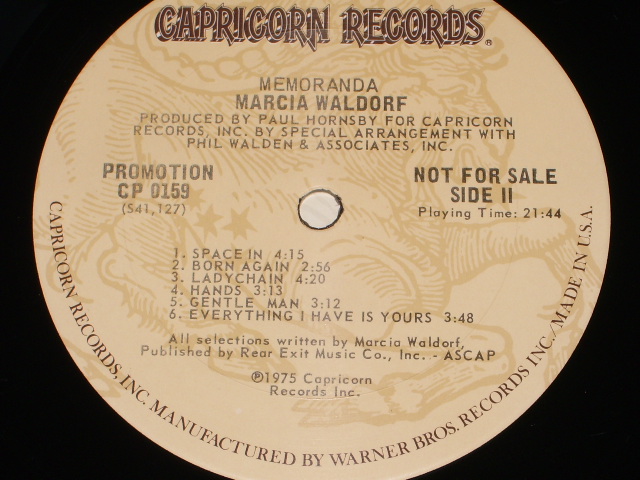 CAPRICORN RECORDS®
MEMORANDA
MARCIA WALDORF
PRODUCED BY PAUL HORNSBY FOR CAPRICORN
RECORDS, INC. BY SPECIAL ARRANGEMENT WITH
PHIL WALDEN & ASSOCIATES, INC.
PROMOTION
CP 0159
(S41,127)
NOT FOR SALE
SIDE II
Playing Time: 21:44
1. SPACE IN 4:15
2. BORN AGAIN 2:56
3. LADYCHAIN 4:20
4. HANDS 3:13
5. GENTLE MAN 3:12
6. EVERYTHING I HAVE IS YOURS 3:48
All selections written by Marcia Waldorf,
Published by Rear Exit Music Co., Inc. - ASCAP
℗1975 Capricorn
Records Inc.
CAPRICORN RECORDS, INC. MANUFACTURED BY WARNER BROS. RECORDS INC./MADE IN U.S.A.